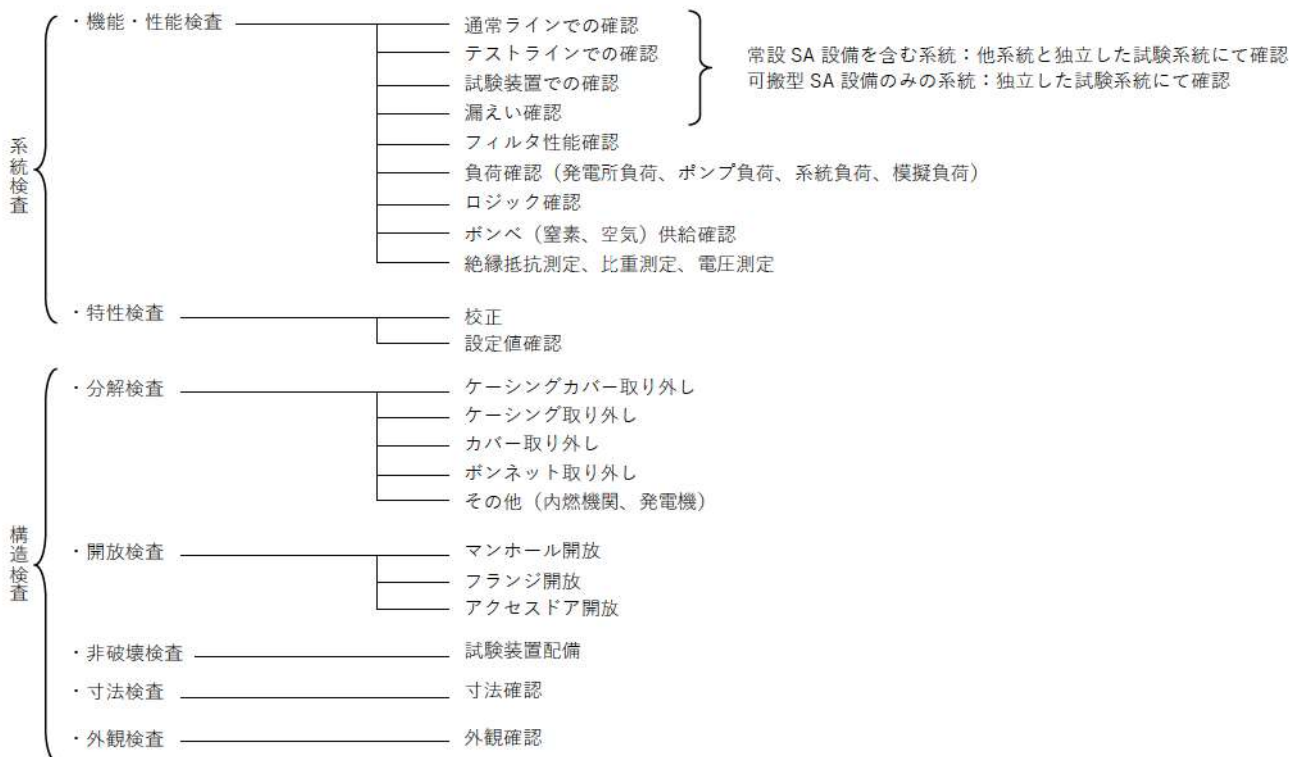 系統検査
・機能・性能検査
通常ラインでの確認
テストラインでの確認
試験装置での確認
漏えい確認
常設 SA 設備を含む系統：他系統と独立した試験系統にて確認
可搬型 SA 設備のみの系統：独立した試験系統にて確認
フィルタ性能確認
負荷確認（発電所負荷、ポンプ負荷、系統負荷、模擬負荷）
ロジック確認
ボンベ（窒素、空気）供給確認
絶縁抵抗測定、比重測定、電圧測定
・特性検査
校正
設定値確認
構造検査
・分解検査
ケーシングカバー取り外し
ケーシング取り外し
カバー取り外し
ボンネット取り外し
その他（内燃機関、発電機）
・開放検査
マンホール開放
フランジ開放
アクセスドア開放
・非破壊検査
試験装置配備
・寸法検査
寸法確認
・外観検査
外観確認